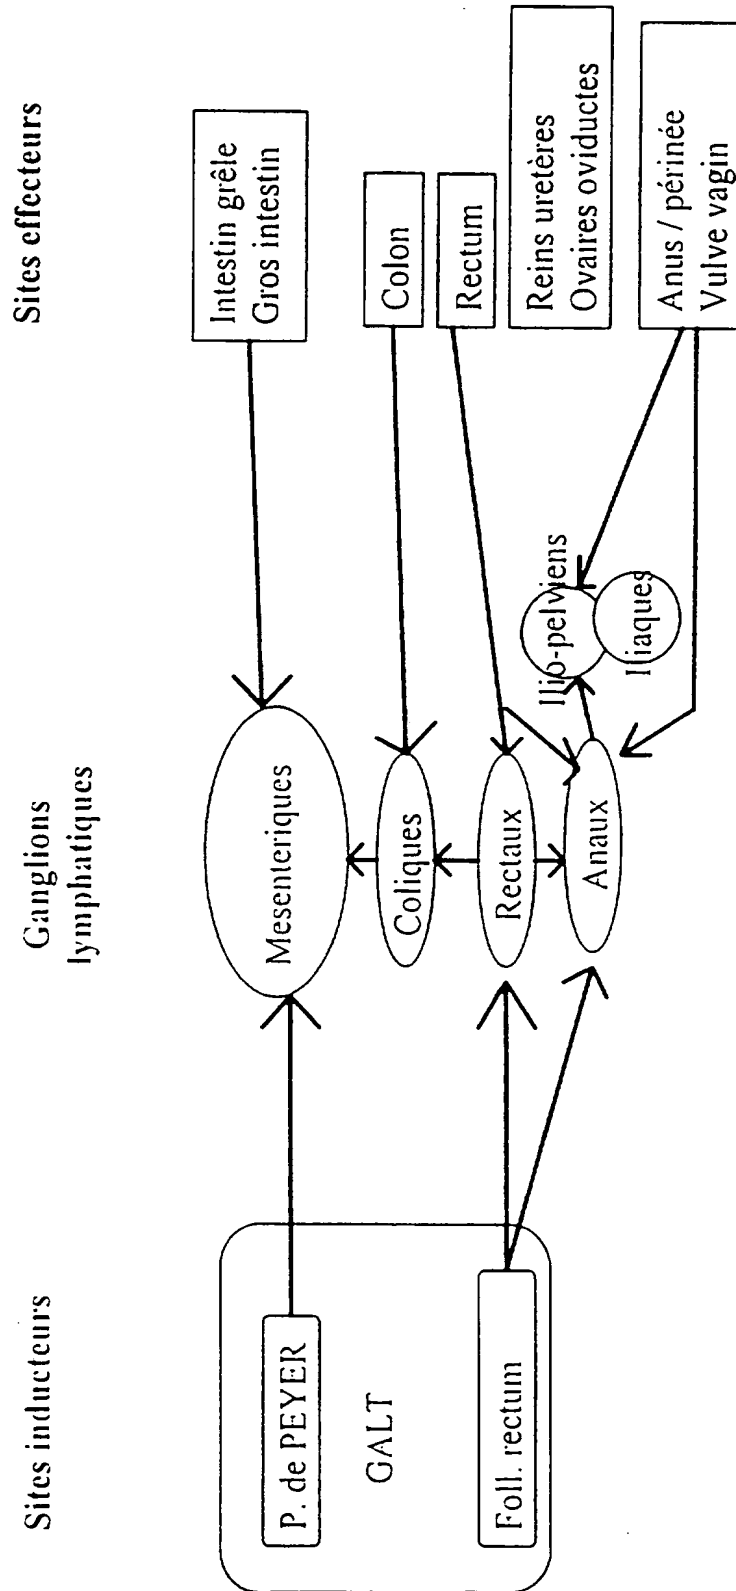 Sites inducteurs
Ganglions
lymphatiques
Sites effecteurs
P. de PEYER
GALT
Foll. rectum
Mesenteriques
Coliques
Rectaux
Anaux
Illio-pelviens
Iliaques
Intestin grêle
Gros intestin
Colon
Rectum
Reins uretères
Ovaires oviductes
Anus / périnée
Vulve vagin